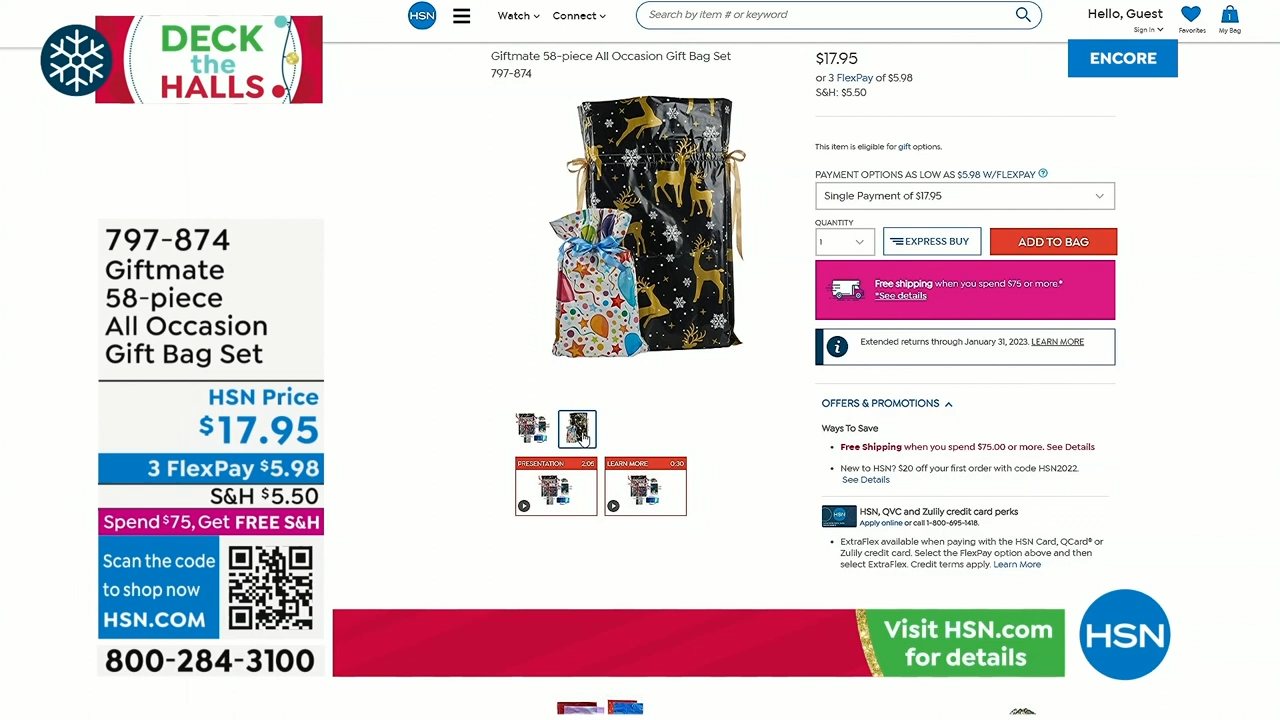 DECK
the
HALLS
HSN
Watch
Connect
Search by item # or keyword
Hello, Guest
Sign In
Favorites
1
My Bag
ENCORE
Giftmate 58-piece All Occasion Gift Bag Set
797-874
$17.95
or 3 FlexPay of $5.98
S&H: $5.50
This item is eligible for gift options.
PAYMENT OPTIONS AS LOW AS $5.98 W/FLEXPAY ?
Single Payment of $17.95
QUANTITY
1
EXPRESS BUY
ADD TO BAG
Free shipping when you spend $75 or more.*
*See details
i
Extended returns through January 31, 2023. LEARN MORE
OFFERS & PROMOTIONS
Ways To Save
• Free Shipping when you spend $75.00 or more. See Details
• New to HSN? $20 off your first order with code HSN2022.
See Details
HSN
HSN, QVC and Zulily credit card perks
Apply online or call 1-800-695-1418.
• ExtraFlex available when paying with the HSN Card, QCard® or
Zulily credit card. Select the FlexPay option above and then
select ExtraFlex. Credit terms apply. Learn More
PRESENTATION 2:05
LEARN MORE 0:30
797-874
Giftmate
58-piece
All Occasion
Gift Bag Set
HSN Price
$17.95
3 FlexPay $5.98
S&H $5.50
Spend $75, Get FREE S&H
Scan the code
to shop now
HSN.COM
800-284-3100
Visit HSN.com
for details
HSN